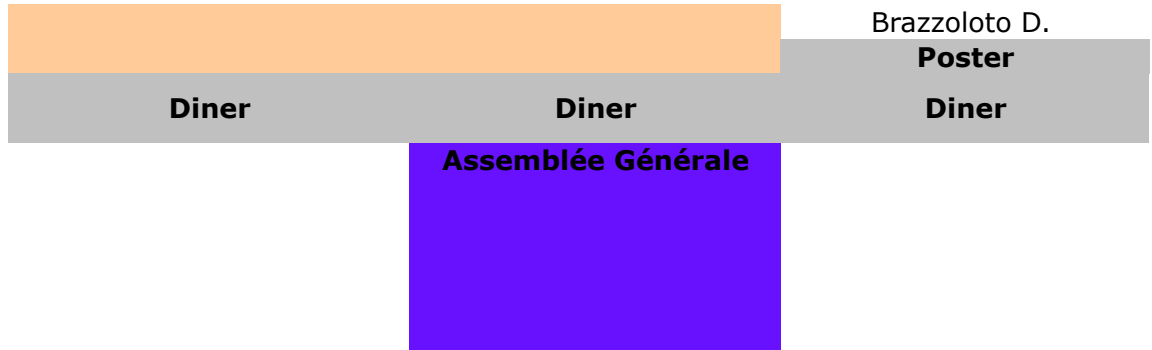 Brazzoloto D.
Poster
Diner Diner Diner
Assemblée Générale